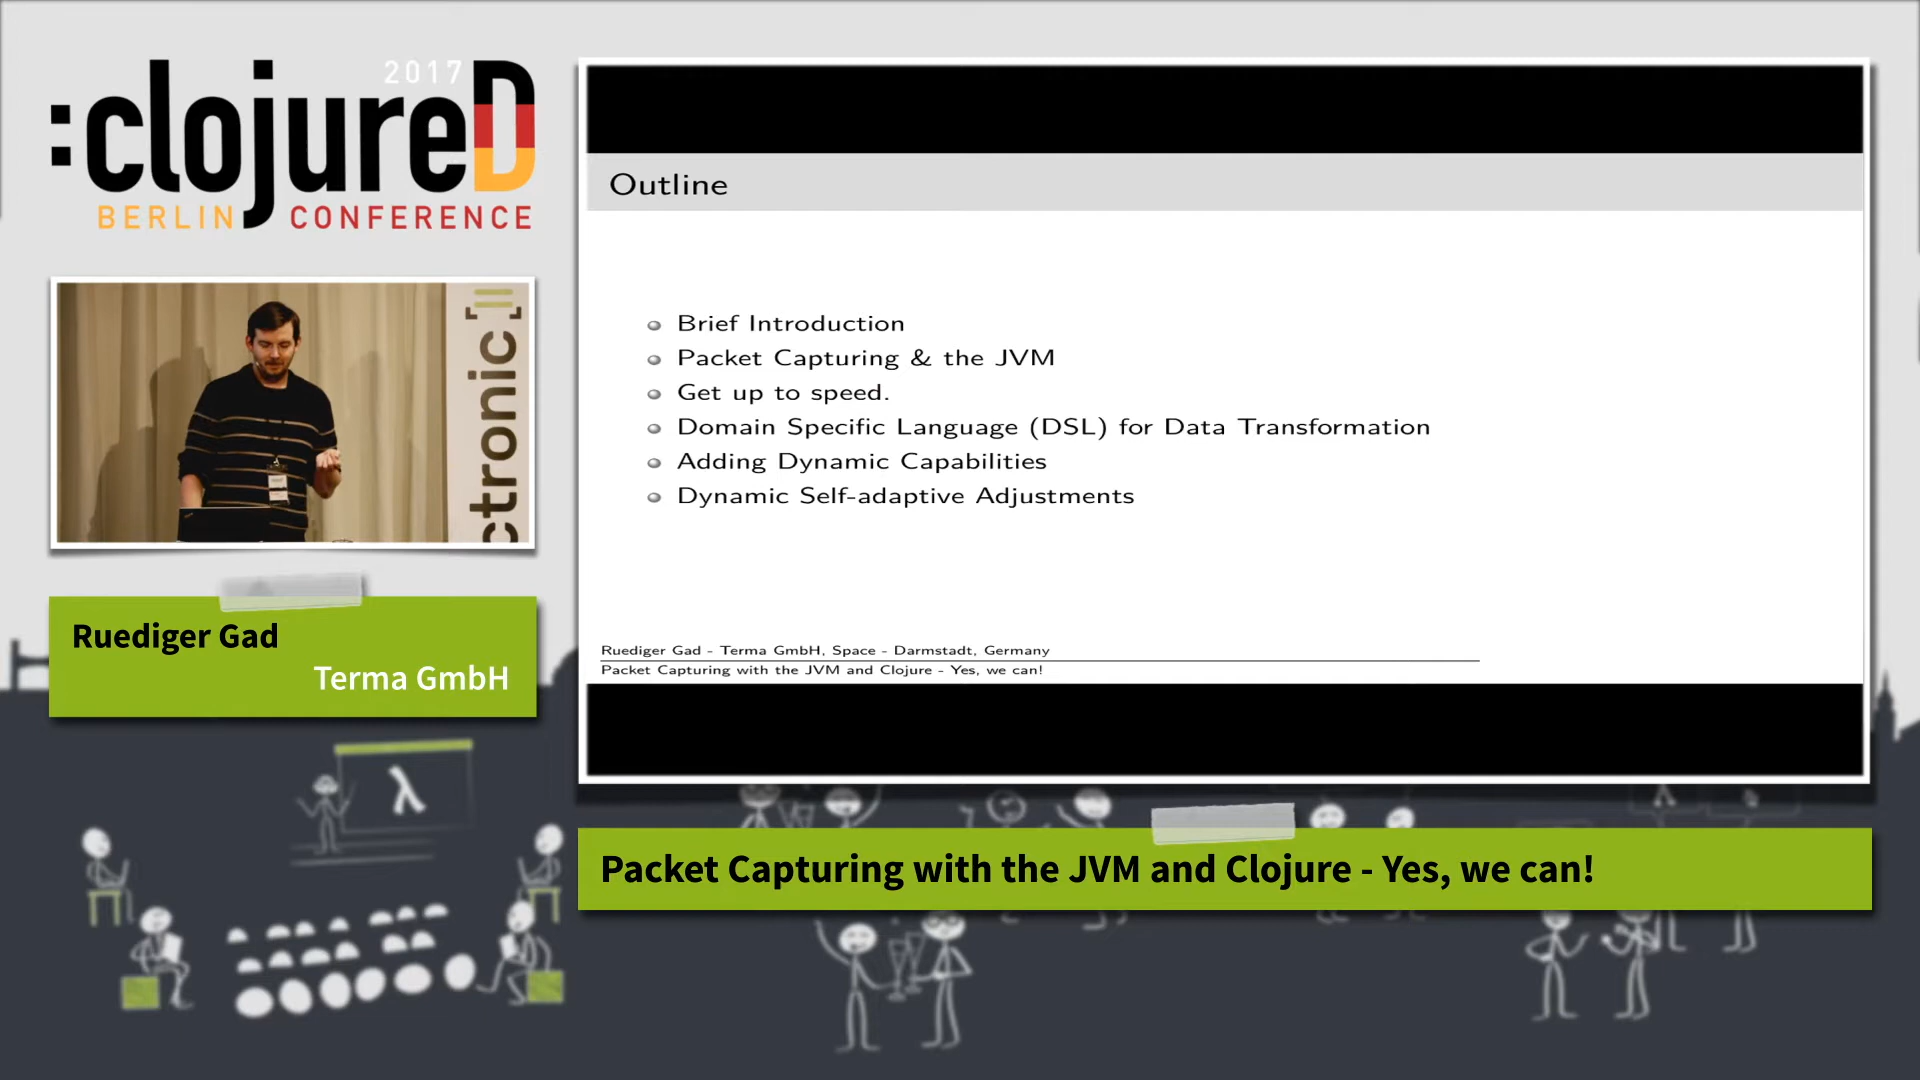 2017
:clojureD
BERLIN CONFERENCE
ctronic]
Ruediger Gad
Terma GmbH
λ
Outline
Brief Introduction
Packet Capturing & the JVM
Get up to speed.
Domain Specific Language (DSL) for Data Transformation
Adding Dynamic Capabilities
Dynamic Self-adaptive Adjustments
Ruediger Gad - Terma GmbH, Space - Darmstadt, Germany
Packet Capturing with the JVM and Clojure - Yes, we can!
Packet Capturing with the JVM and Clojure - Yes, we can!